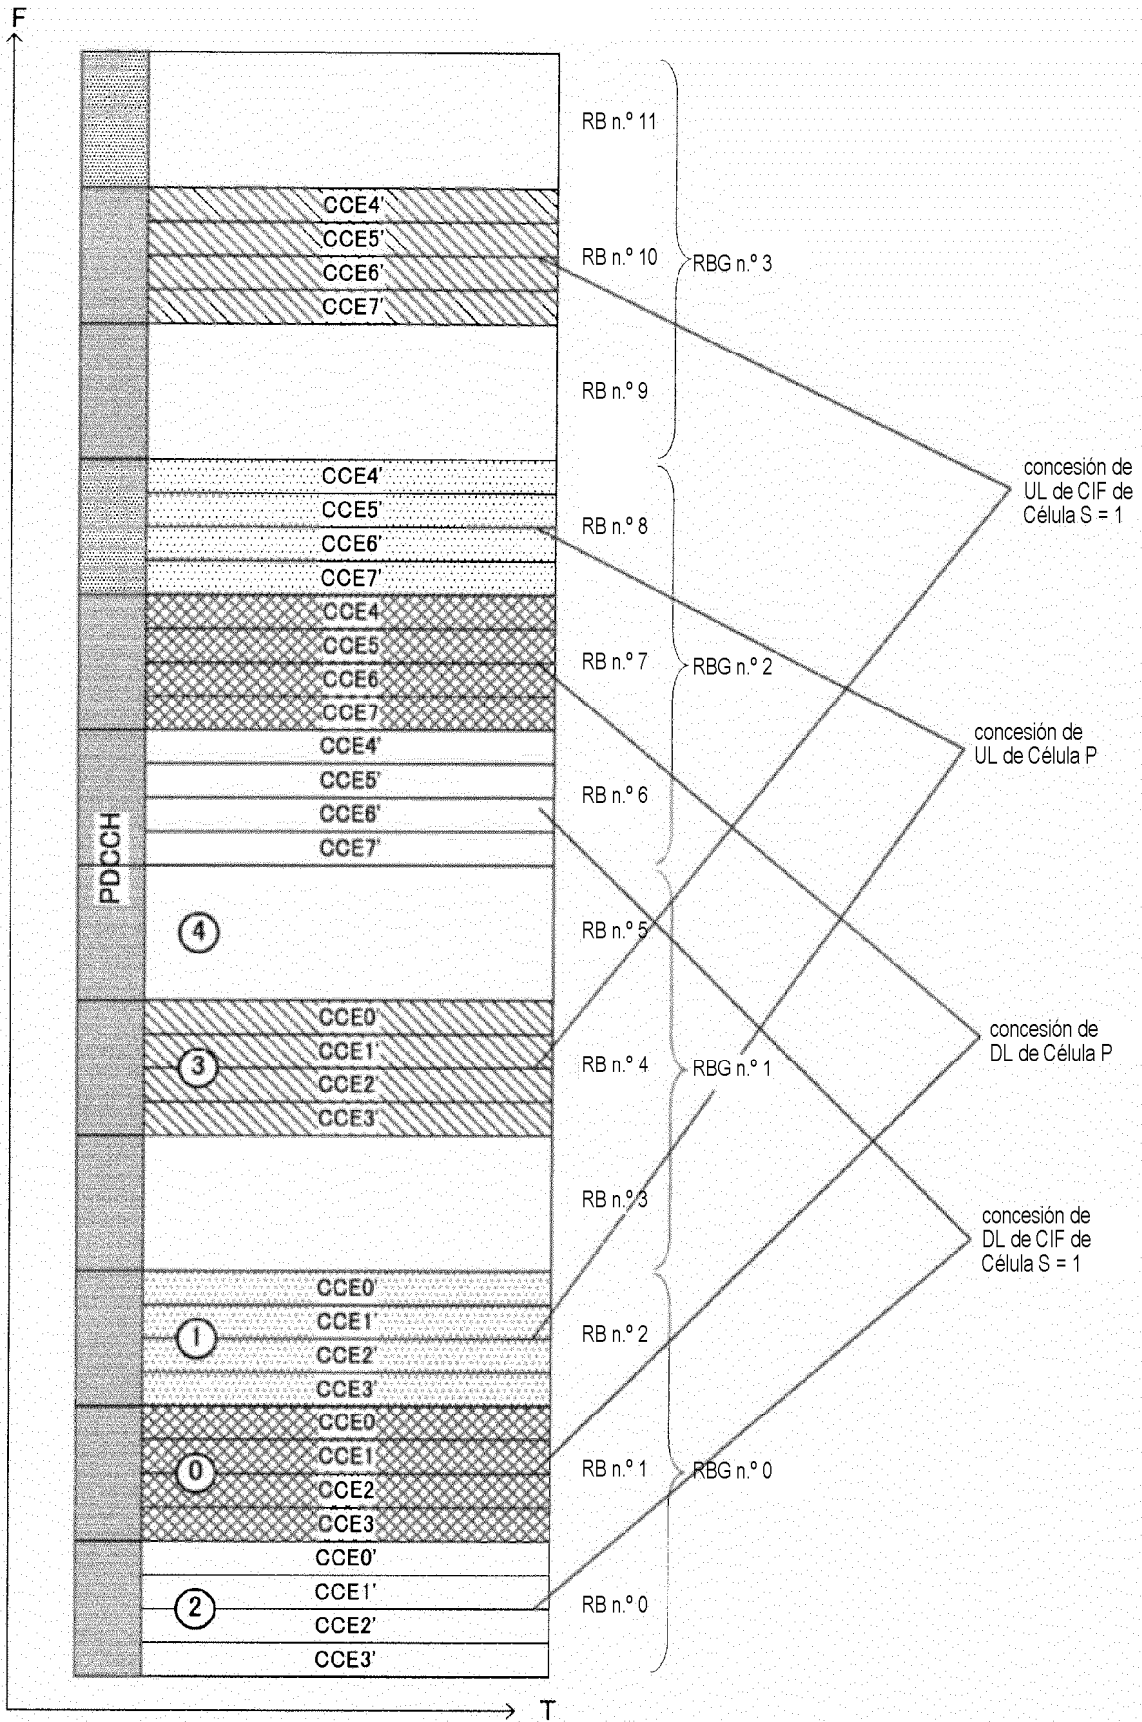 F
RB n.º 11
CCE4'
CCE5'
CCE6'
CCE7'
RB n.º 10
RBG n.º 3
RB n.º 9
CCE4'
CCE5'
CCE6'
CCE7'
RB n.º 8
concesión de
UL de CIF de
Célula S = 1
CCE4
CCE5
CCE6
CCE7
RB n.º 7
RBG n.º 2
concesión de
UL de Célula P
CCE4'
CCE5'
CCE6'
CCE7'
RB n.º 6
PDCCH
4
RB n.º 5
CCE0'
CCE1'
CCE2'
CCE3'
3
RB n.º 4
RBG n.º 1
concesión de
DL de Célula P
RB n.º 3
concesión de
DL de CIF de
Célula S = 1
CCE0'
CCE1'
CCE2'
CCE3'
1
RB n.º 2
CCE0
CCE1
CCE2
CCE3
0
RB n.º 1
RBG n.º 0
CCE0'
CCE1'
CCE2'
CCE3'
2
RB n.º 0
T